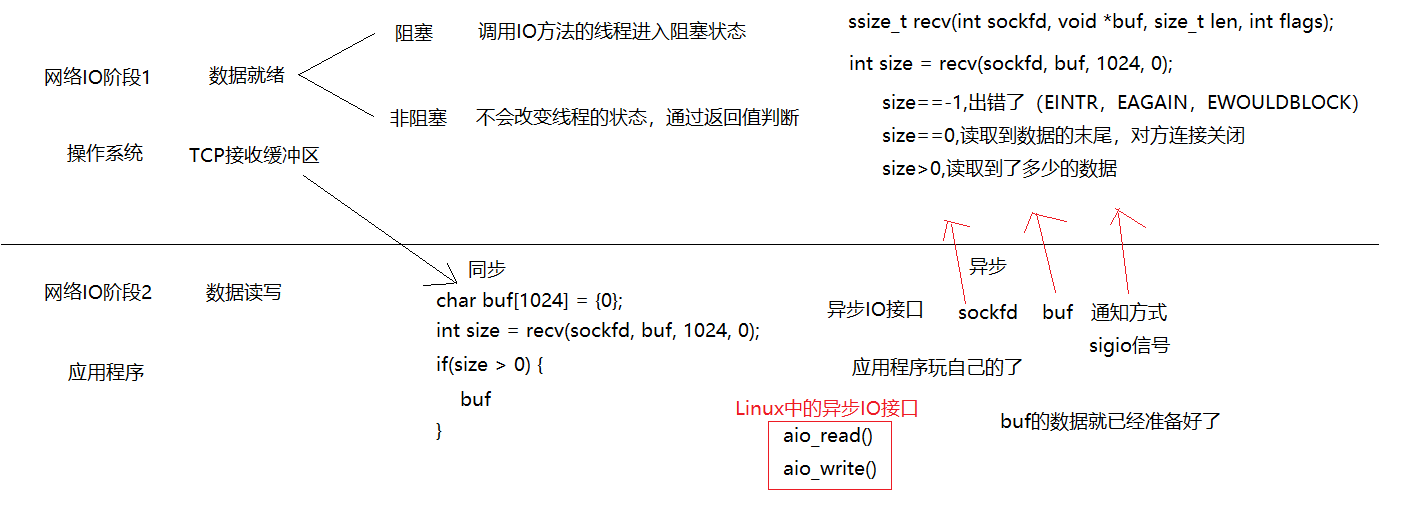 阻塞 调用IO方法的线程进入阻塞状态
ssize_t recv(int sockfd, void *buf, size_t len, int flags);
网络IO阶段1 数据就绪
int size = recv(sockfd, buf, 1024, 0);
size==-1,出错了（EINTR，EAGAIN，EWOULDBLOCK）
非阻塞 不会改变线程的状态，通过返回值判断
size==0,读取到数据的末尾，对方连接关闭
操作系统 TCP接收缓冲区
size>0,读取到了多少的数据
同步
异步
网络IO阶段2 数据读写
char buf[1024] = {0};
int size = recv(sockfd, buf, 1024, 0);
if(size > 0) {
buf
}
异步IO接口 sockfd buf 通知方式
sigio信号
应用程序
应用程序玩自己的了
Linux中的异步IO接口
aio_read()
aio_write()
buf的数据就已经准备好了